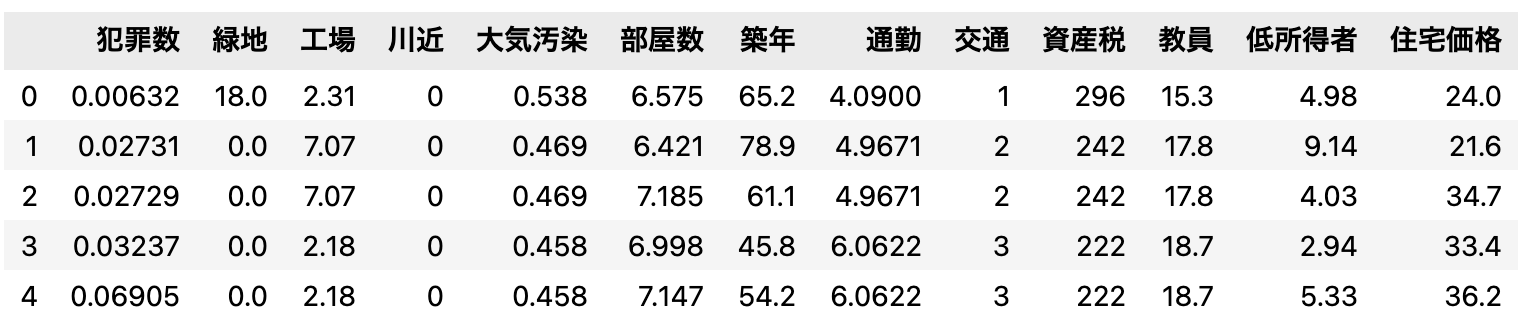 犯罪数 緑地 工場 川近 大気汚染 部屋数 築年 通勤 交通 資産税 教員 低所得者 住宅価格
0 0.00632 18.0 2.31 0 0.538 6.575 65.2 4.0900 1 296 15.3 4.98 24.0
1 0.02731 0.0 7.07 0 0.469 6.421 78.9 4.9671 2 242 17.8 9.14 21.6
2 0.02729 0.0 7.07 0 0.469 7.185 61.1 4.9671 2 242 17.8 4.03 34.7
3 0.03237 0.0 2.18 0 0.458 6.998 45.8 6.0622 3 222 18.7 2.94 33.4
4 0.06905 0.0 2.18 0 0.458 7.147 54.2 6.0622 3 222 18.7 5.33 36.2